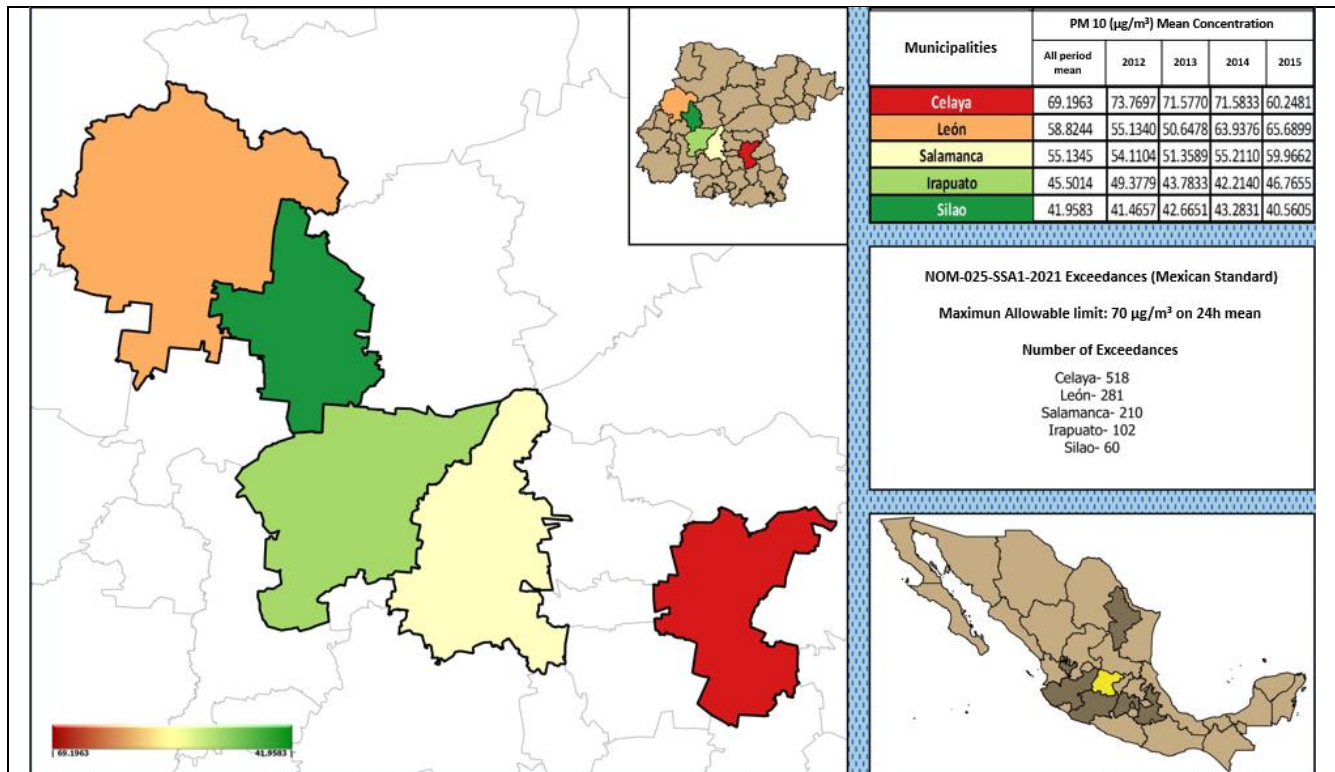 Municipalities
PM 10 (µg/m³) Mean Concentration
All period mean 2012 2013 2014 2015
Celaya 69.1963 73.7697 71.5770 71.5833 60.2481
León 58.8244 55.1340 50.6478 63.9376 65.6899
Salamanca 55.1345 54.1104 51.3589 55.2110 59.9662
Irapuato 45.5014 49.3779 43.7833 42.2140 46.7655
Silao 41.9583 41.4657 42.6651 43.2831 40.5605
NOM-025-SSA1-2021 Exceedances (Mexican Standard)
Maximun Allowable limit: 70 µg/m³ on 24h mean
Number of Exceedances
Celaya- 518
León- 281
Salamanca- 210
Irapuato- 102
Silao- 60
69.1963 41.9583